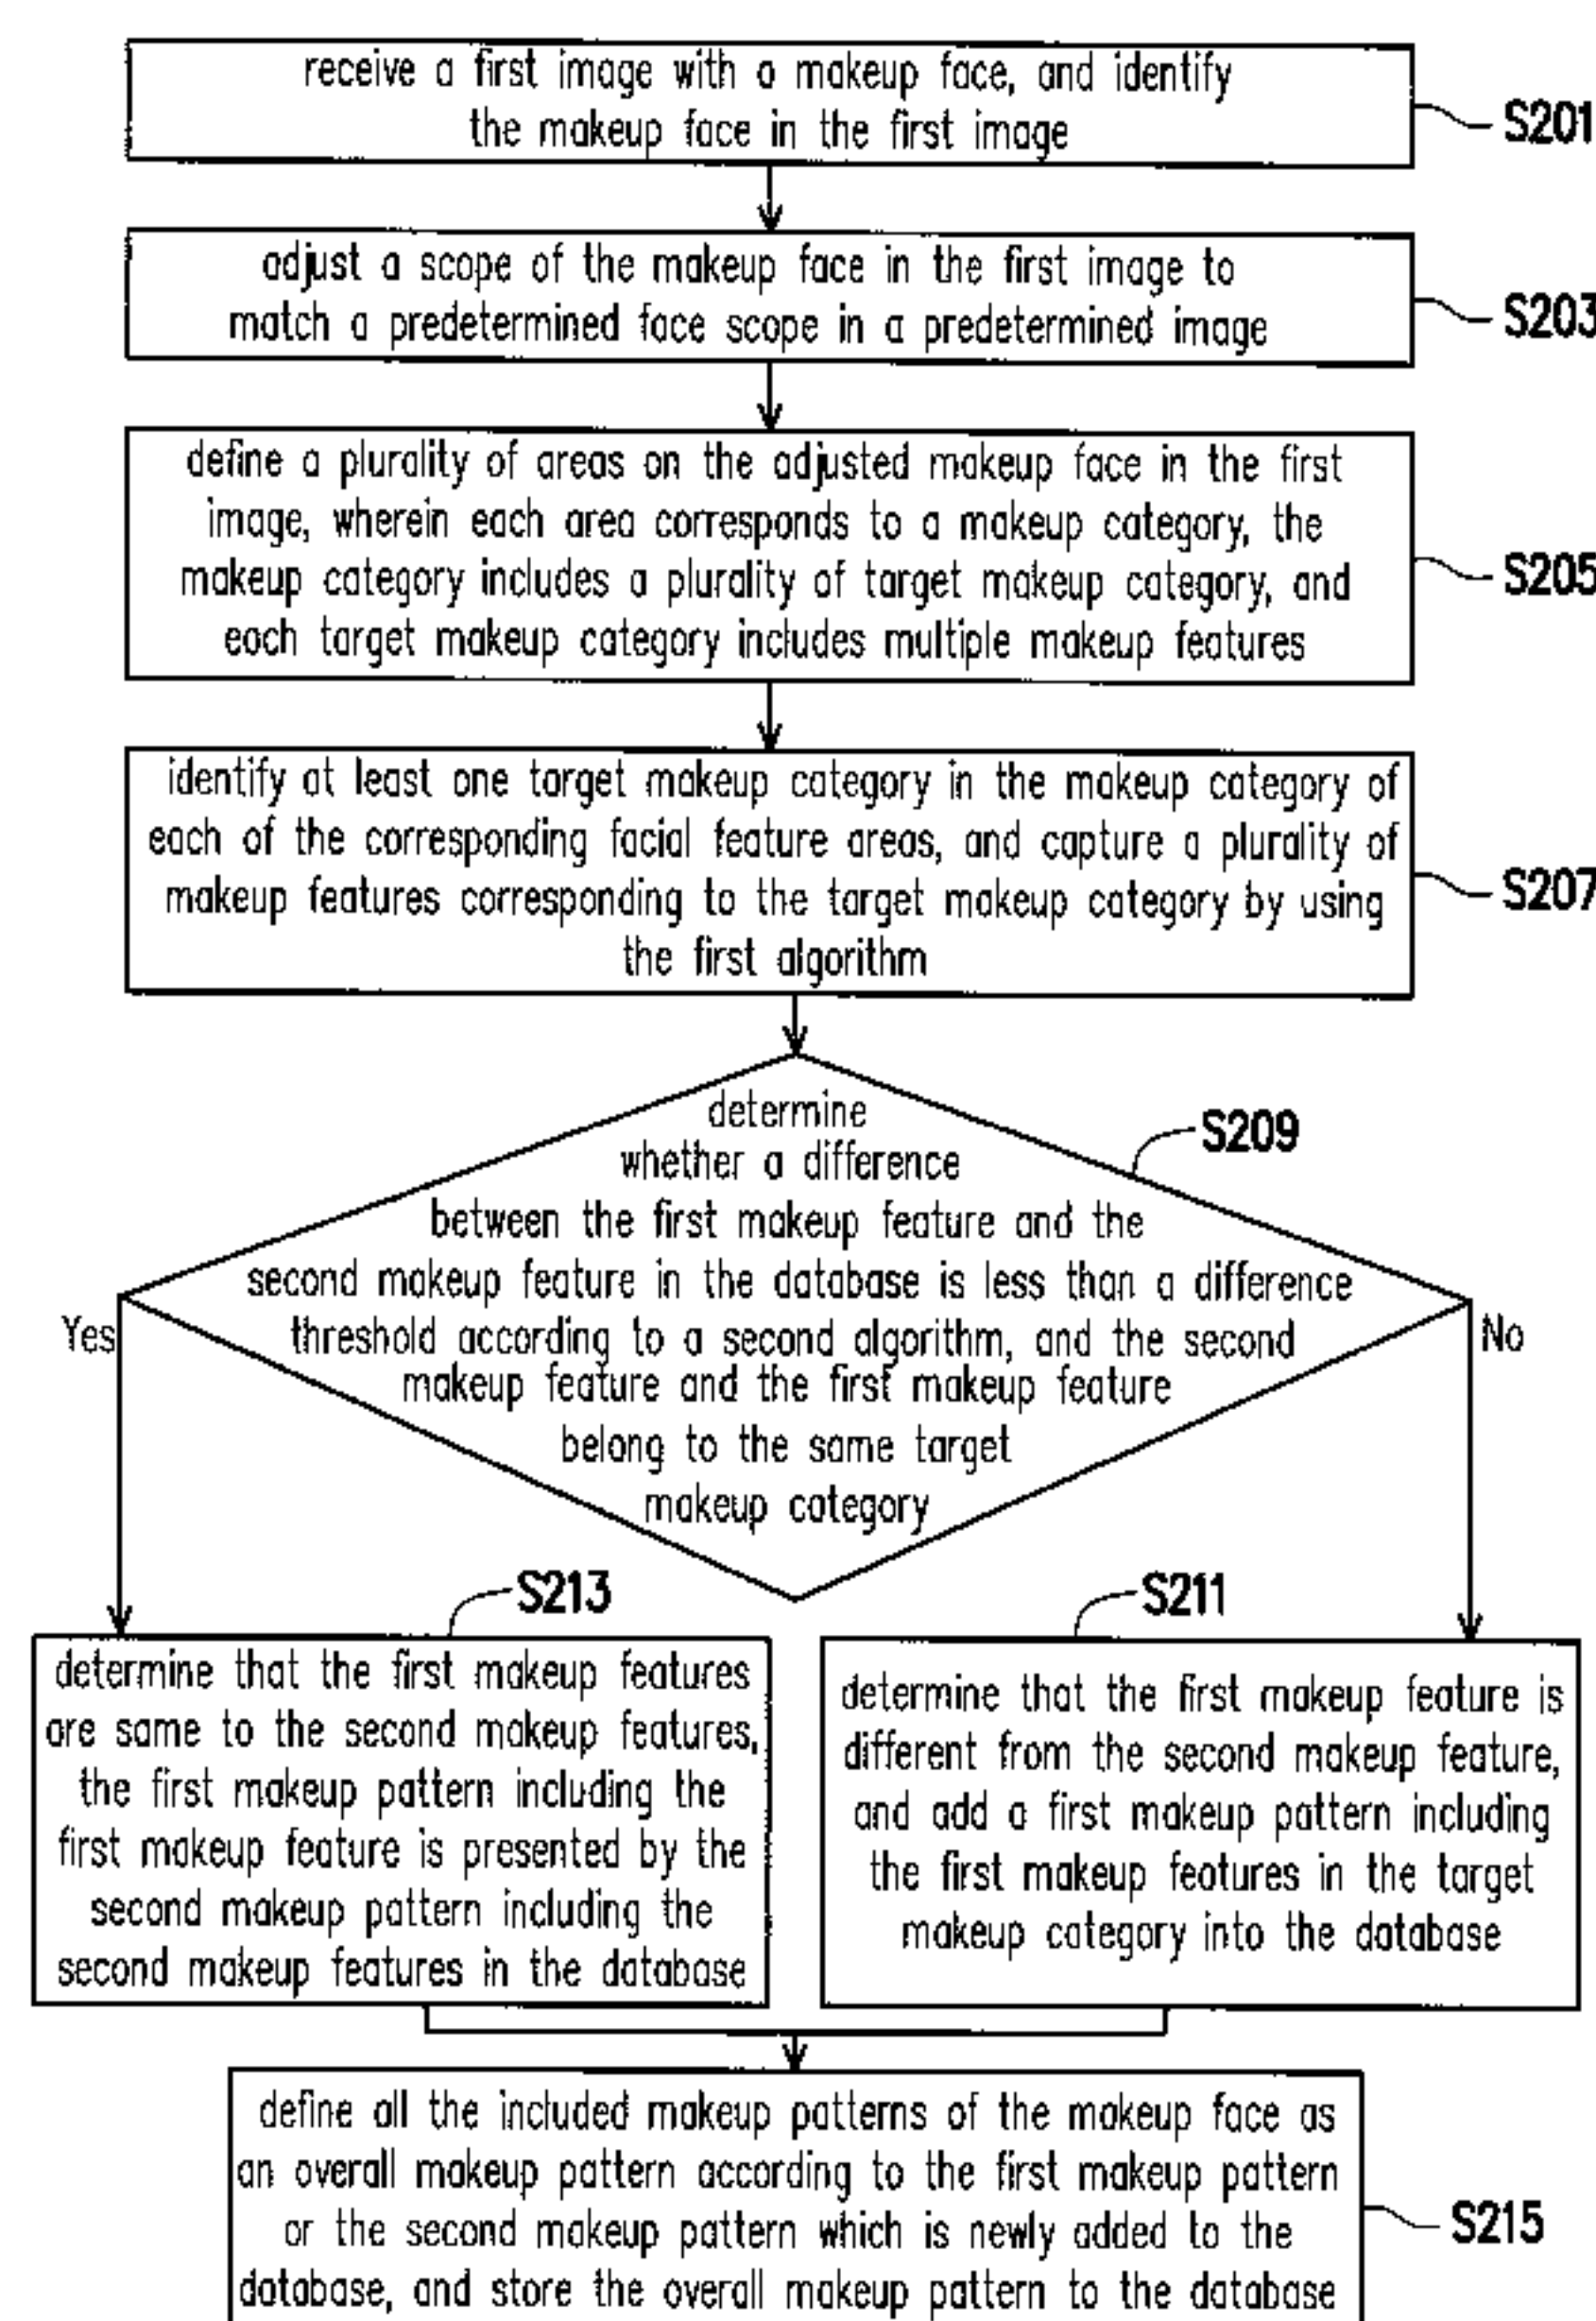 receive a first image with a makeup face, and identify
the makeup face in the first image
S201
adjust a scope of the makeup face in the first image to
match a predetermined face scope in a predetermined image
S203
define a plurality of areas on the adjusted makeup face in the first
image, wherein each area corresponds to a makeup category, the
makeup category includes a plurality of target makeup category, and
each target makeup category includes multiple makeup features
S205
identify at least one target makeup category in the makeup category of
each of the corresponding facial feature areas, and capture a plurality of
makeup features corresponding to the target makeup category by using
the first algorithm
S207
determine
whether a difference
between the first makeup feature and the
second makeup feature in the database is less than a difference
threshold according to a second algorithm, and the second
makeup feature and the first makeup feature
belong to the same target
makeup category
S209
Yes
No
S213
determine that the first makeup features
are same to the second makeup features,
the first makeup pattern including the
first makeup feature is presented by the
second makeup pattern including the
second makeup features in the database
S211
determine that the first makeup feature is
different from the second makeup feature,
and add a first makeup pattern including
the first makeup features in the target
makeup category into the database
define all the included makeup patterns of the makeup face as
an overall makeup pattern according to the first makeup pattern
or the second makeup pattern which is newly added to the
database, and store the overall makeup pattern to the database
S215